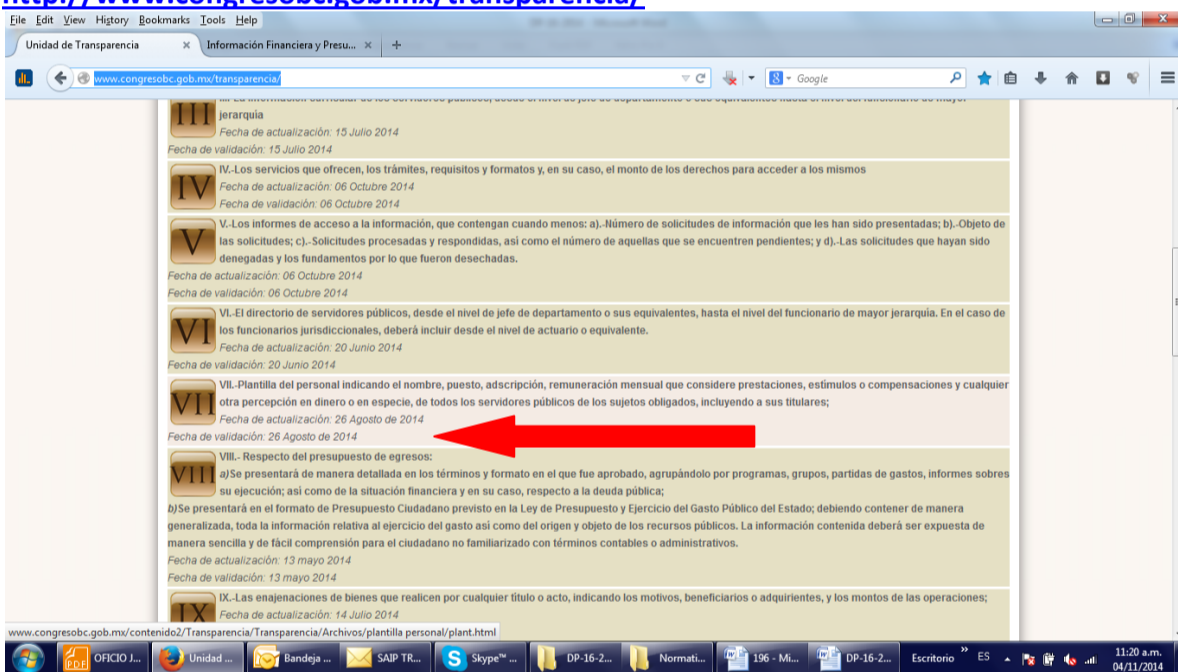 http://www.congresobc.gob.mx/transparencia/
File Edit View History Bookmarks Tools Help
Unidad de Transparencia × Información Financiera y Presu... × +
www.congresobc.gob.mx/transparencia/
Google
III
jerarquía
Fecha de actualización: 15 Julio 2014
Fecha de validación: 15 Julio 2014
IV IV.-Los servicios que ofrecen, los trámites, requisitos y formatos y, en su caso, el monto de los derechos para acceder a los mismos
Fecha de actualización: 06 Octubre 2014
Fecha de validación: 06 Octubre 2014
V V.-Los informes de acceso a la información, que contengan cuando menos: a).-Número de solicitudes de información que les han sido presentadas; b).-Objeto de
las solicitudes; c).-Solicitudes procesadas y respondidas, así como el número de aquellas que se encuentren pendientes; y d).-Las solicitudes que hayan sido
denegadas y los fundamentos por lo que fueron desechadas.
Fecha de actualización: 06 Octubre 2014
Fecha de validación: 06 Octubre 2014
VI VI.-El directorio de servidores públicos, desde el nivel de jefe de departamento o sus equivalentes, hasta el nivel del funcionario de mayor jerarquía. En el caso de
los funcionarios jurisdiccionales, deberá incluir desde el nivel de actuario o equivalente.
Fecha de actualización: 20 Junio 2014
Fecha de validación: 20 Junio 2014
VII VII.-Plantilla del personal indicando el nombre, puesto, adscripción, remuneración mensual que considere prestaciones, estímulos o compensaciones y cualquier
otra percepción en dinero o en especie, de todos los servidores públicos de los sujetos obligados, incluyendo a sus titulares;
Fecha de actualización: 26 Agosto de 2014
Fecha de validación: 26 Agosto de 2014
VIII VIII.- Respecto del presupuesto de egresos:
a)Se presentará de manera detallada en los términos y formato en el que fue aprobado, agrupándolo por programas, grupos, partidas de gastos, informes sobre
su ejecución; así como de la situación financiera y en su caso, respecto a la deuda pública;
b)Se presentará en el formato de Presupuesto Ciudadano previsto en la Ley de Presupuesto y Ejercicio del Gasto Público del Estado; debiendo contener de manera
generalizada, toda la información relativa al ejercicio del gasto así como del origen y objeto de los recursos públicos. La información contenida deberá ser expuesta de
manera sencilla y de fácil comprensión para el ciudadano no familiarizado con términos contables o administrativos.
Fecha de actualización: 13 mayo 2014
Fecha de validación: 13 mayo 2014
IX IX.-Las enajenaciones de bienes que realicen por cualquier título o acto, indicando los motivos, beneficiarios o adquirientes, y los montos de las operaciones;
Fecha de actualización: 14 Julio 2014
www.congresobc.gob.mx/contenido2/Transparencia/Transparencia/Archivos/plantilla personal/plant.html
OFICIO J... Unidad ... Bandeja ... SAIP TR... Skype™ ... DP-16-2... Normati... 196 - Mi... DP-16-2... Escritorio ES 11:20 a.m.
04/11/2014